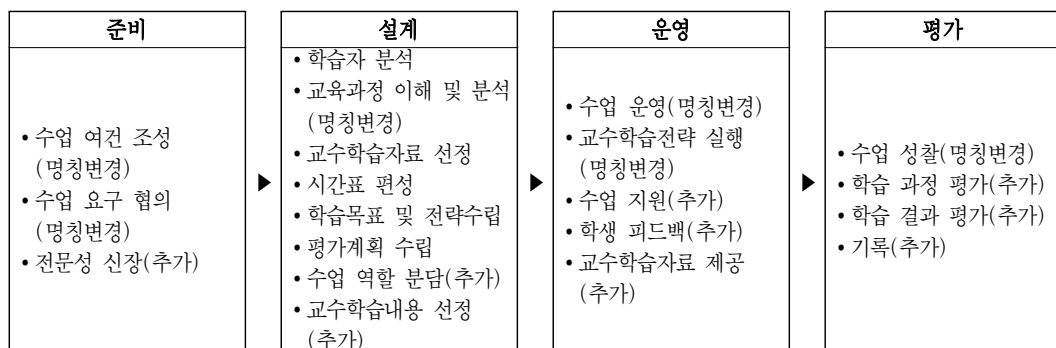 준비
• 수업 여건 조성
(명칭변경)
• 수업 요구 협의
(명칭변경)
• 전문성 신장(추가)
▶
설계
• 학습자 분석
• 교육과정 이해 및 분석
(명칭변경)
• 교수학습자료 선정
• 시간표 편성
• 학습목표 및 전략수립
• 평가계획 수립
• 수업 역할 분담(추가)
• 교수학습내용 선정
(추가)
▶
운영
• 수업 운영(명칭변경)
• 교수학습전략 실행
(명칭변경)
• 수업 지원(추가)
• 학생 피드백(추가)
• 교수학습자료 제공
(추가)
▶
평가
• 수업 성찰(명칭변경)
• 학습 과정 평가(추가)
• 학습 결과 평가(추가)
• 기록(추가)